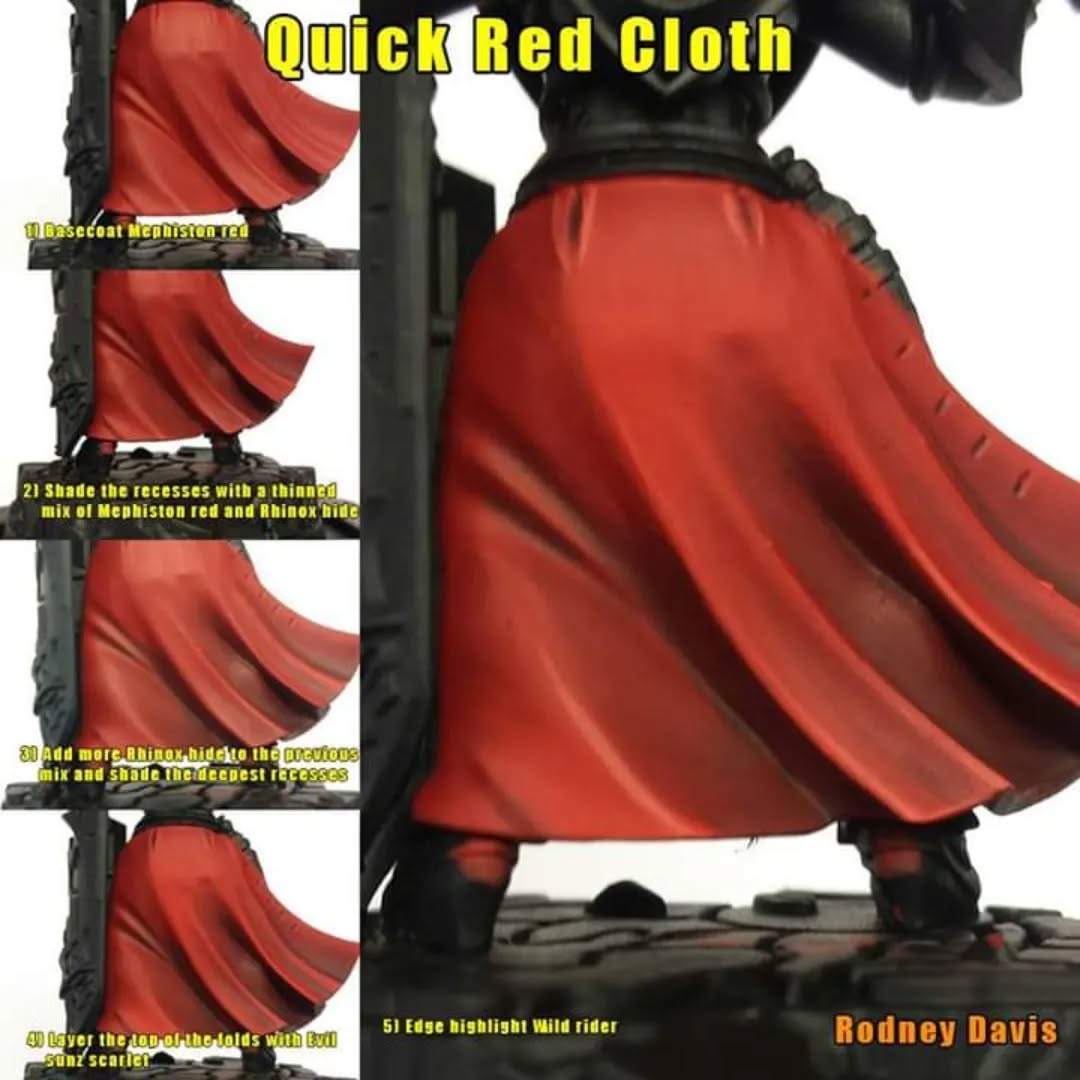 Quick Red Cloth
1) Basecoat Mephiston red
2) Shade the recesses with a thinned
mix of Mephiston red and Rhinox hide
3) Add more Rhinox hide to the previous
mix and shade the deepest recesses
4) Layer the top of the folds with Evil
sunz scarlet
5) Edge highlight Wild rider
Rodney Davis